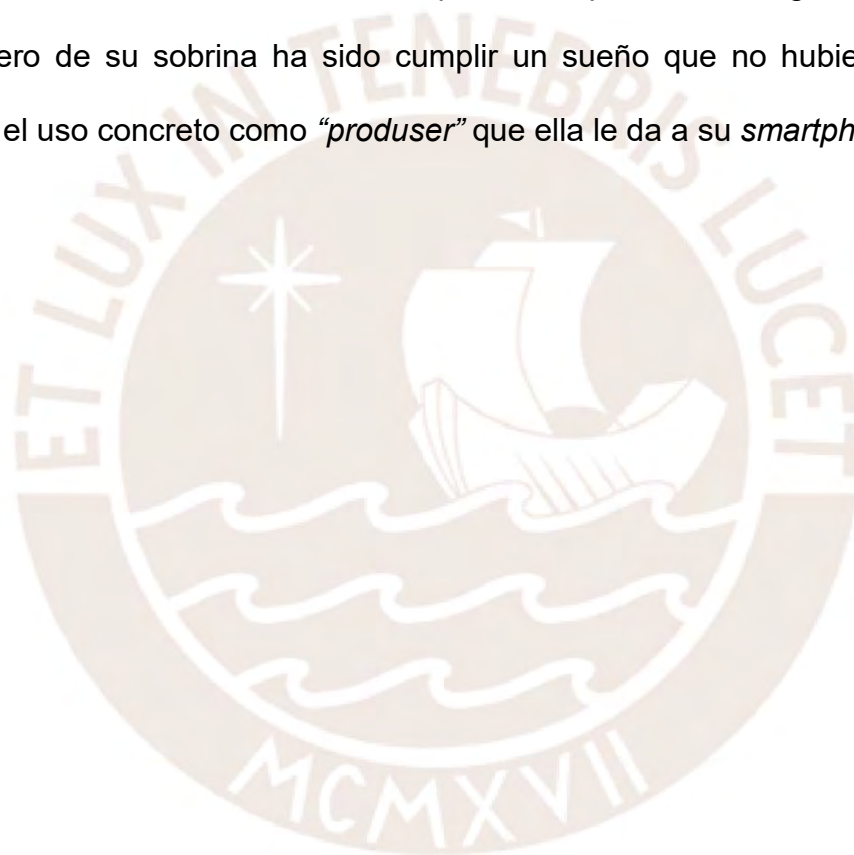 ero de su sobrina ha sido cumplir un sueño que no hubie
el uso concreto como “produser” que ella le da a su smartph
ET LUX IN TENEBRIS LUCET
MCMXVII